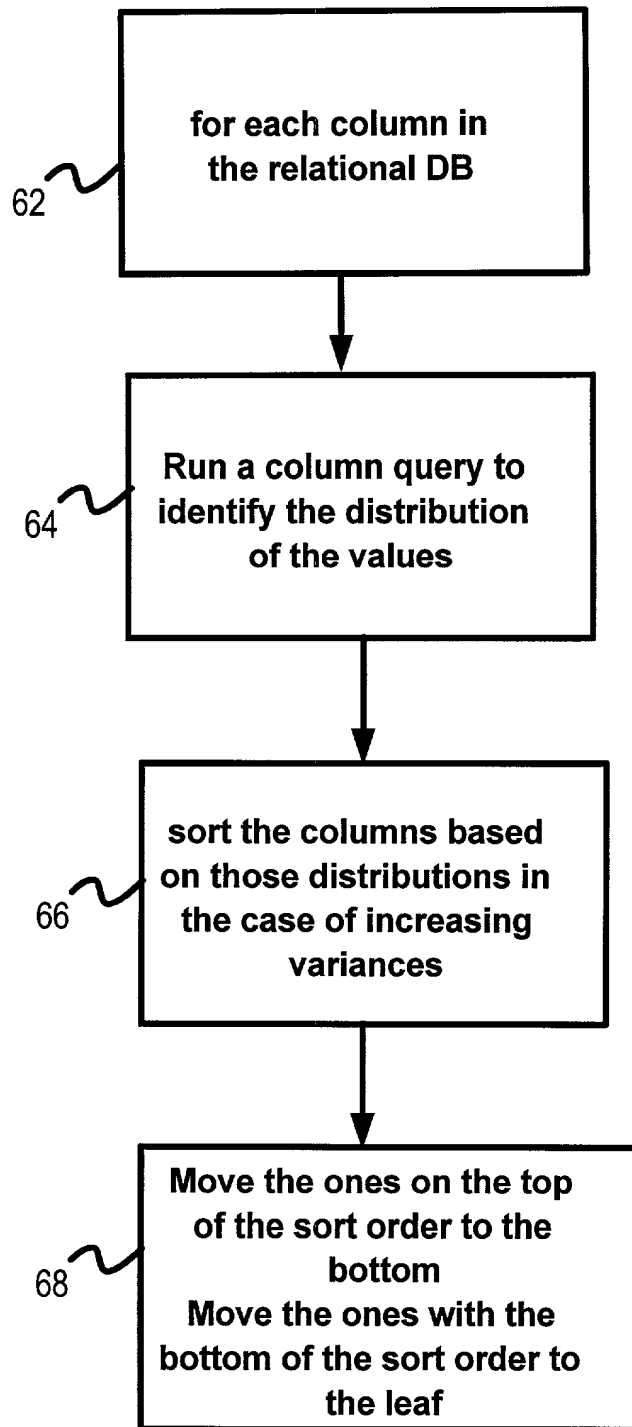 for each column in
the relational DB
62
Run a column query to
identify the distribution
of the values
64
sort the columns based
on those distributions in
the case of increasing
variances
66
Move the ones on the top
of the sort order to the
bottom
Move the ones with the
bottom of the sort order to
the leaf
68